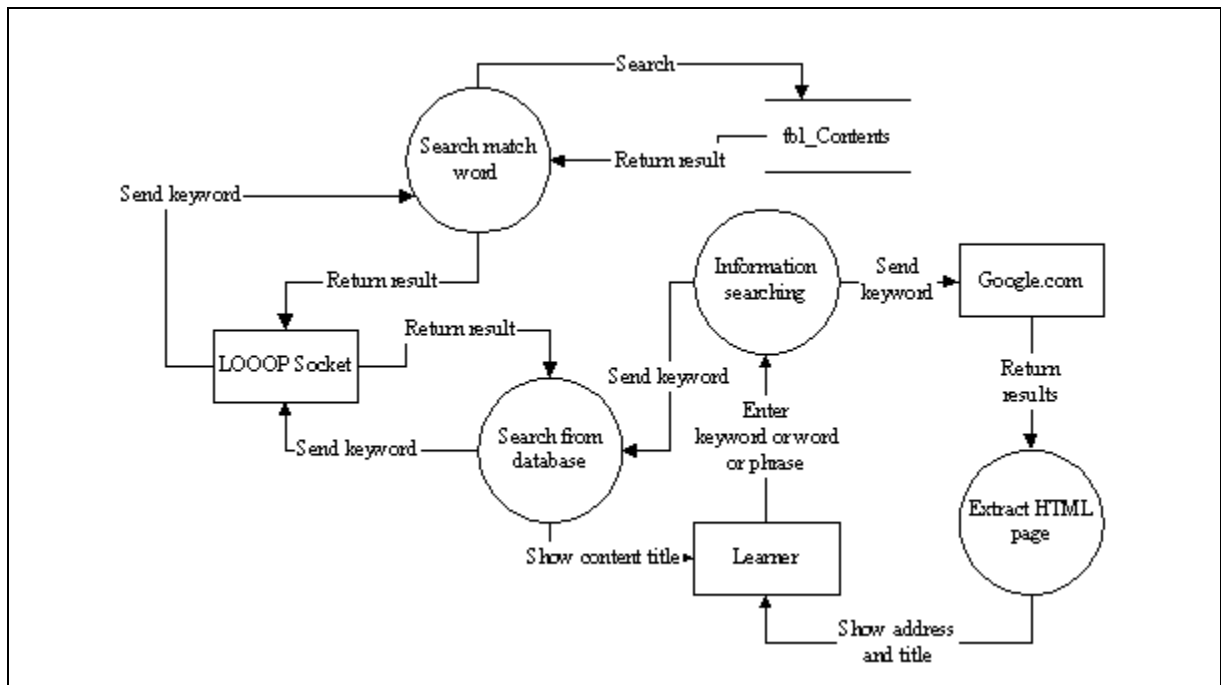 Search
Search match
word
tbl_Contents
Return result
Send keyword
Return result
Information
searching
Send
keyword
Google.com
Return result
LOOOP Socket
Send keyword
Return
results
Enter
keyword or word
or phrase
Send keyword
Search from
database
Extract HTML
page
Show content title
Learner
Show address
and title